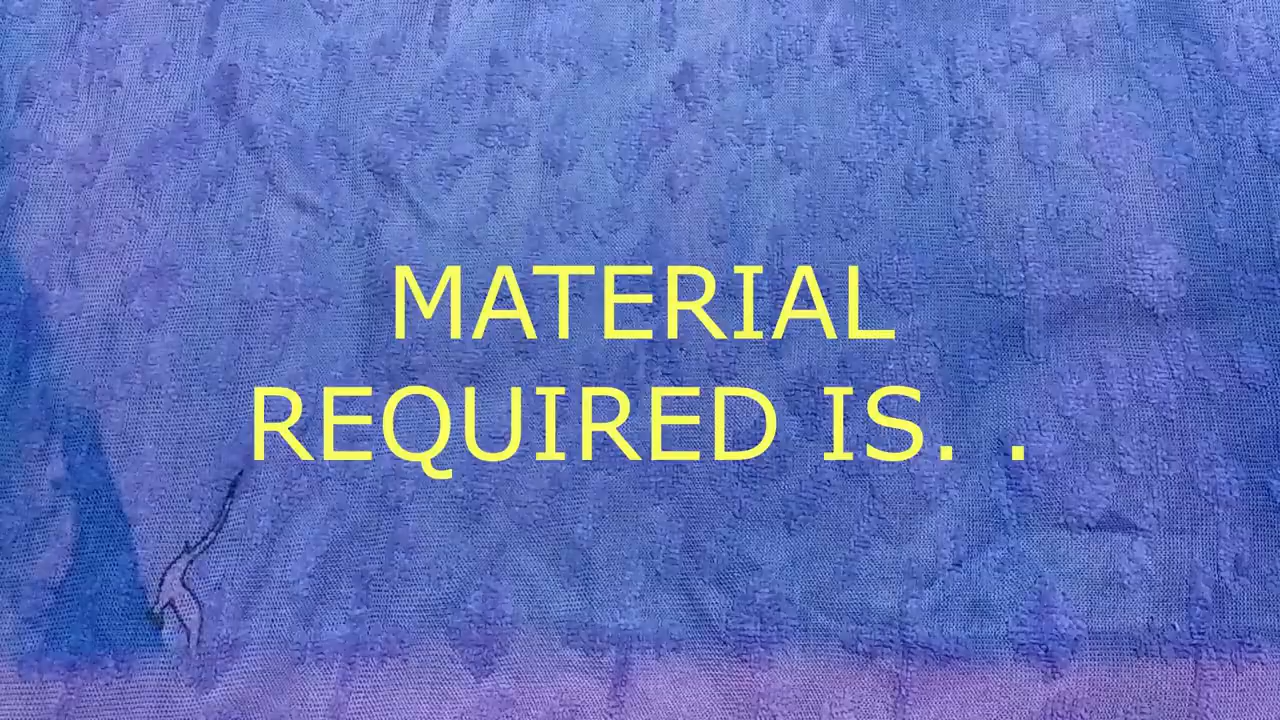 MATERIAL
REQUIRED IS. .